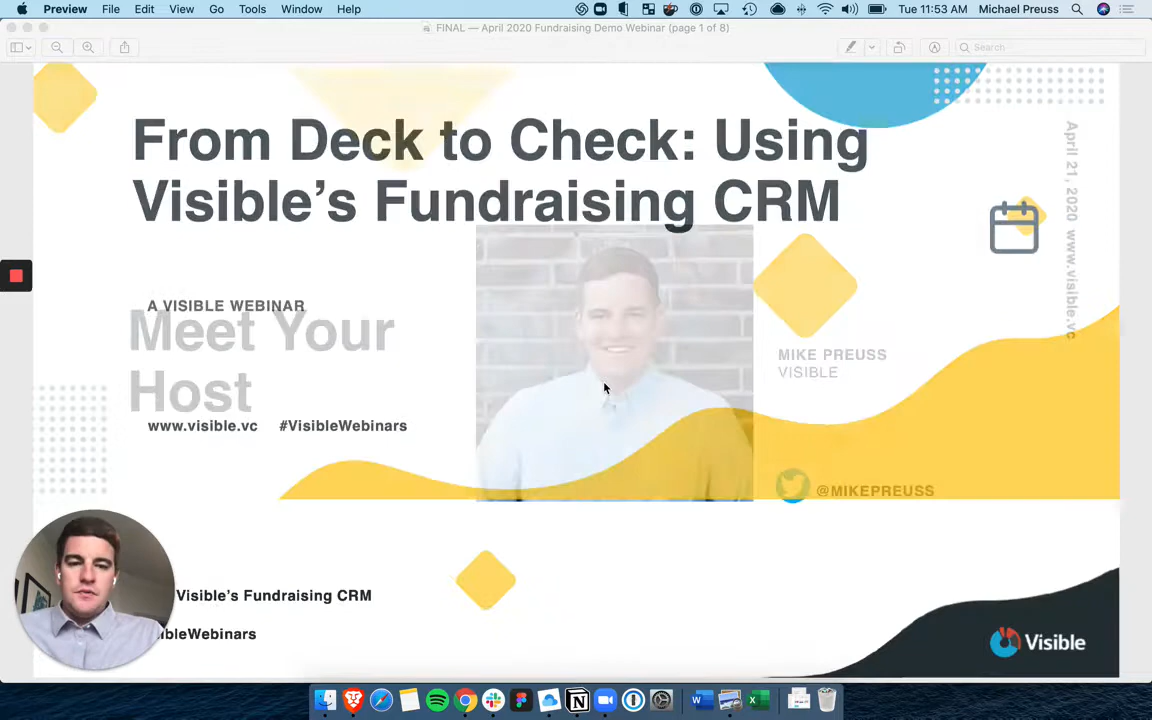 Preview File Edit View Go Tools Window Help Tue 11:53 AM Michael Preuss
FINAL — April 2020 Fundraising Demo Webinar (page 1 of 8)
Search
From Deck to Check: Using
Visible’s Fundraising CRM
April 21, 2020 www.visible.vc
A VISIBLE WEBINAR
Meet Your
Host
MIKE PREUSS
VISIBLE
www.visible.vc #VisibleWebinars
@MIKEPREUSS
Visible’s Fundraising CRM
ibleWebinars
Visible